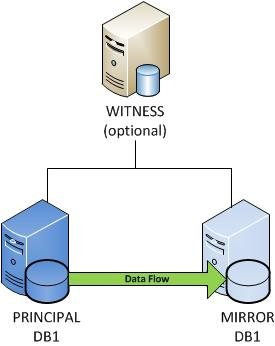 WITNESS
(optional)
Data Flow
PRINCIPAL
DB1
MIRROR
DB1